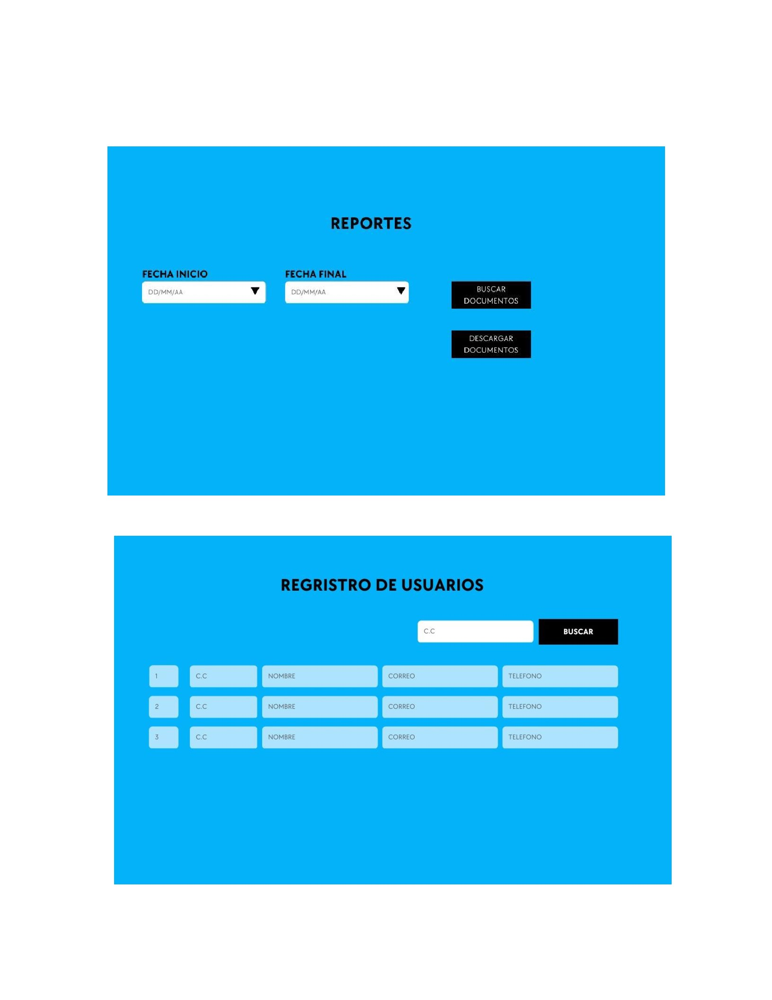 REPORTES
FECHA INICIO
FECHA FINAL
DD/MM/AA
DD/MM/AA
BUSCAR
DOCUMENTOS
DESCARGAR
DOCUMENTOS
REGRISTRO DE USUARIOS
C.C
BUSCAR
1 C.C NOMBRE CORREO TELEFONO
2 C.C NOMBRE CORREO TELEFONO
3 C.C NOMBRE CORREO TELEFONO